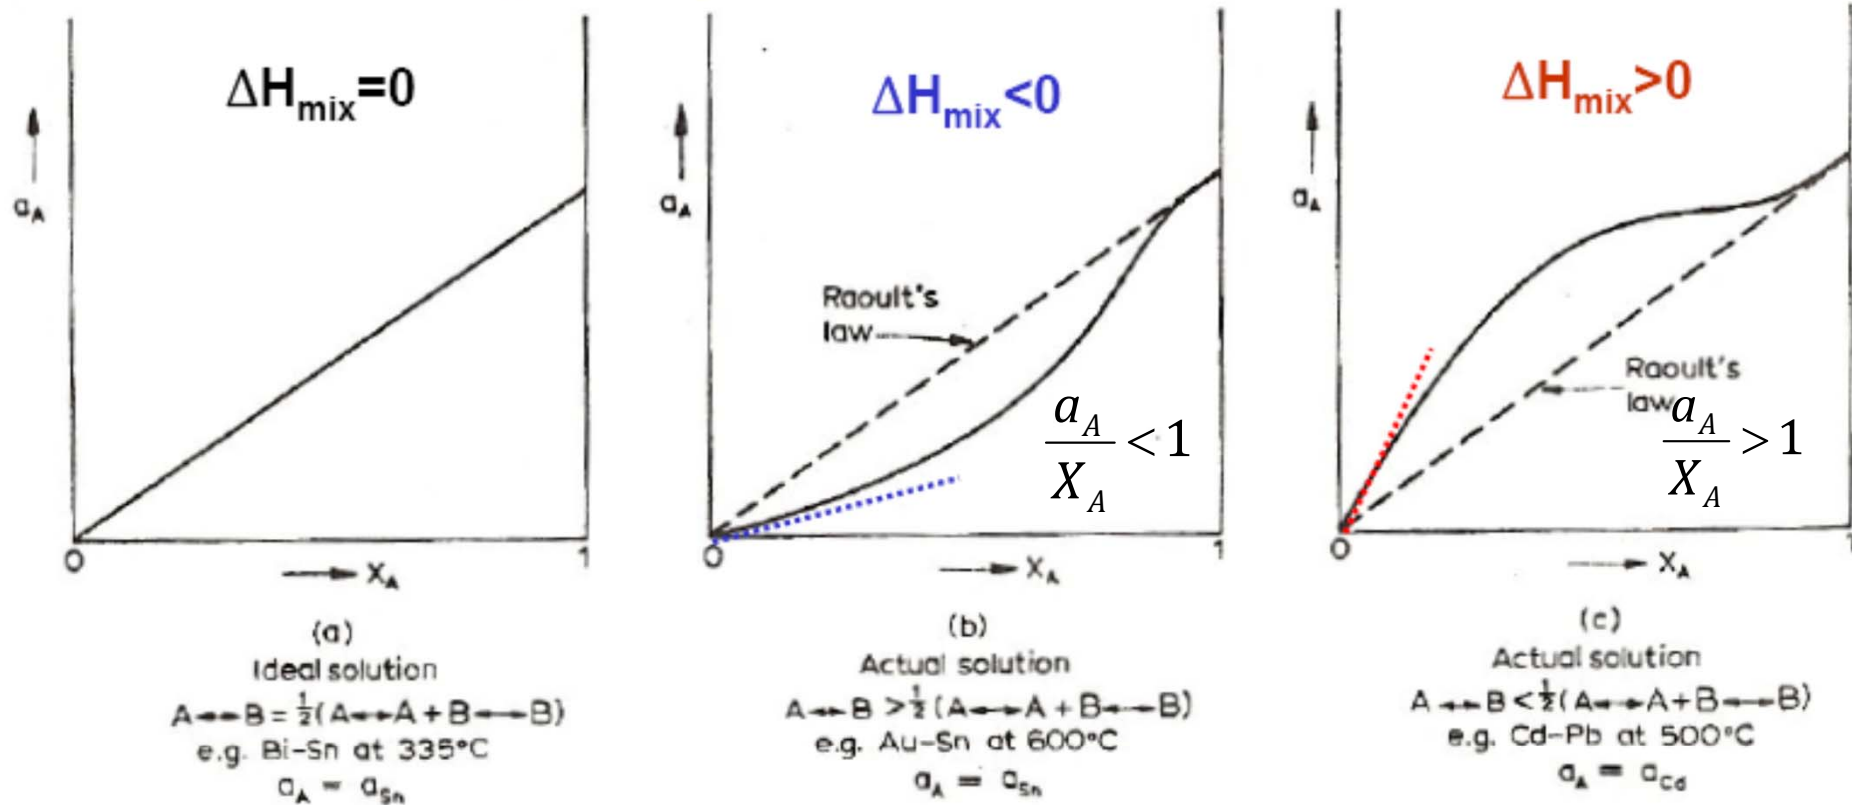 ΔHmix=0
aA
0
1
XA
(a)
Ideal solution
A↔B = ½(A↔A + B↔B)
e.g. Bi-Sn at 335°C
aA = aSn
ΔHmix<0
aA
Raoult's
law
aA/XA < 1
0
1
XA
(b)
Actual solution
A↔B > ½(A↔A + B↔B)
e.g. Au-Sn at 600°C
aA = aSn
ΔHmix>0
aA
Raoult's
law
aA/XA > 1
0
1
XA
(c)
Actual solution
A↔B < ½(A↔A + B↔B)
e.g. Cd-Pb at 500°C
aA = aCd